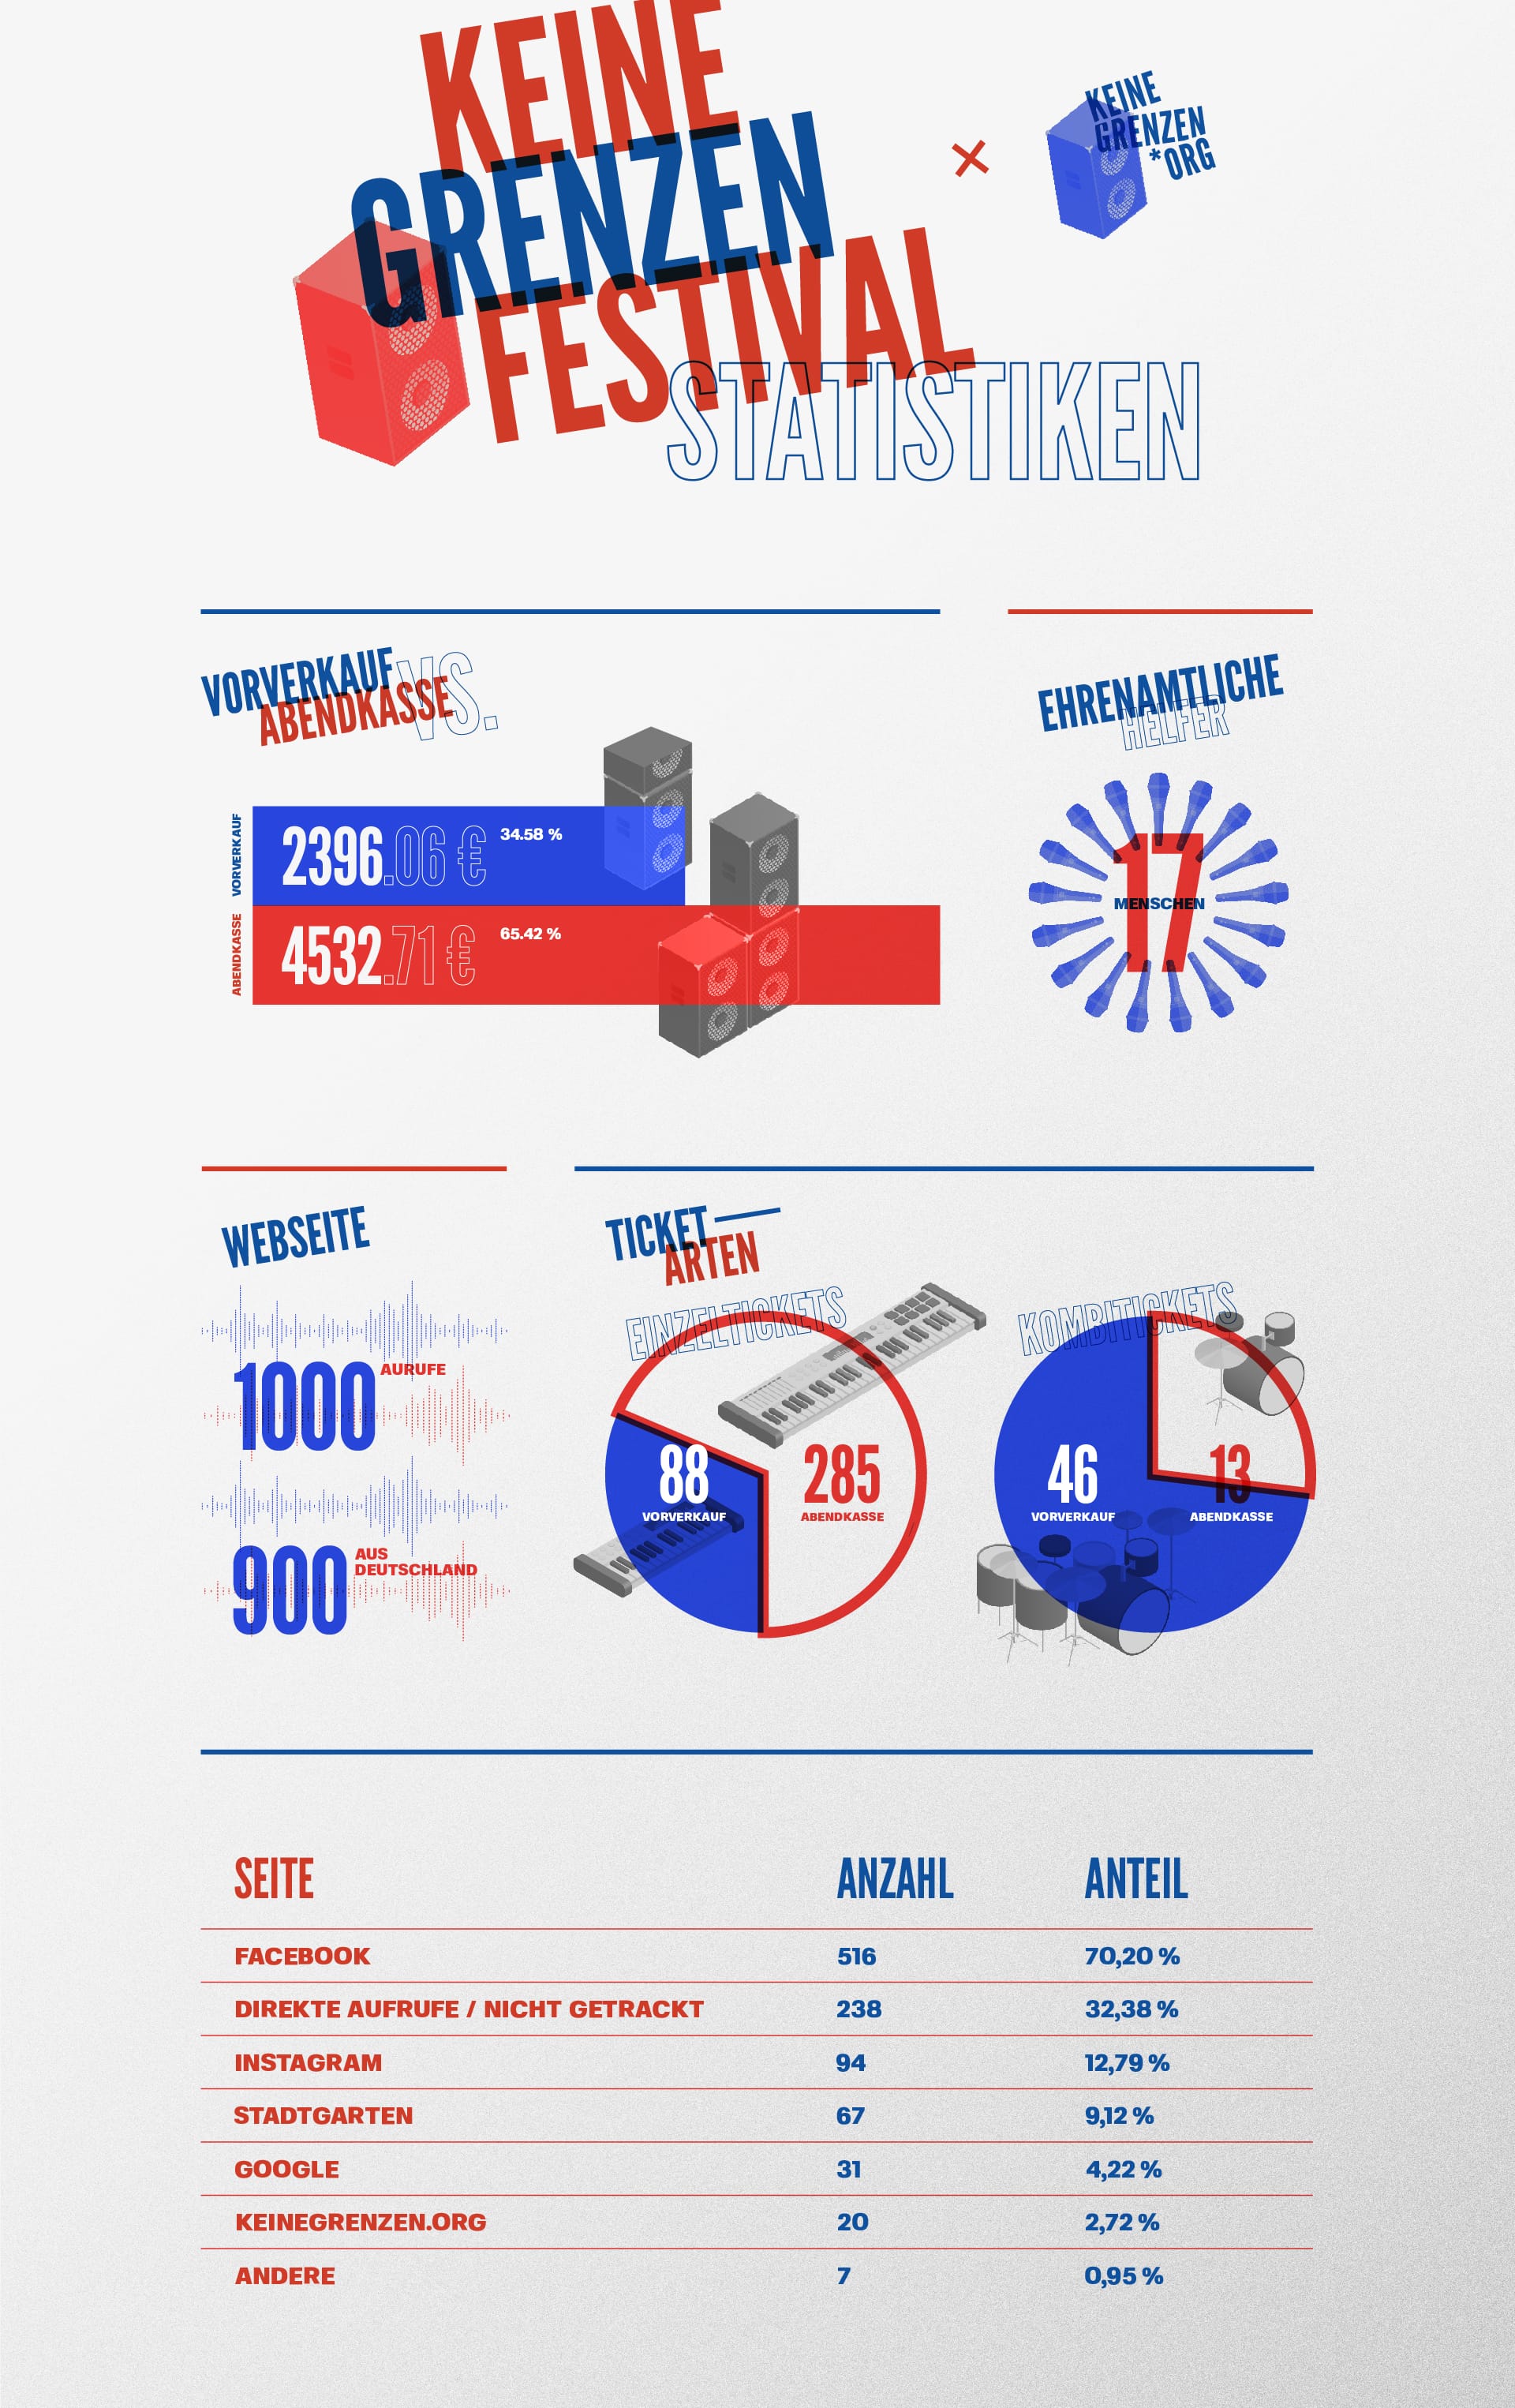 KEINE
GRENZEN
FESTIVAL
STATISTIKEN
×
KEINE
GRENZEN
*ORG
VORVERKAUF VS.
ABENDKASSE
VORVERKAUF
2396.06 € 34.58 %
ABENDKASSE
4532.71 € 65.42 %
EHRENAMTLICHE
HELFER
17
MENSCHEN
WEBSEITE
1000 AURUFE
900 AUS
DEUTSCHLAND
TICKET—
ARTEN
EINZELTICKETS
88
VORVERKAUF
285
ABENDKASSE
KOMBITICKETS
46
VORVERKAUF
13
ABENDKASSE
SEITE ANZAHL ANTEIL
FACEBOOK 516 70,20 %
DIREKTE AUFRUFE / NICHT GETRACKT 238 32,38 %
INSTAGRAM 94 12,79 %
STADTGARTEN 67 9,12 %
GOOGLE 31 4,22 %
KEINEGRENZEN.ORG 20 2,72 %
ANDERE 7 0,95 %